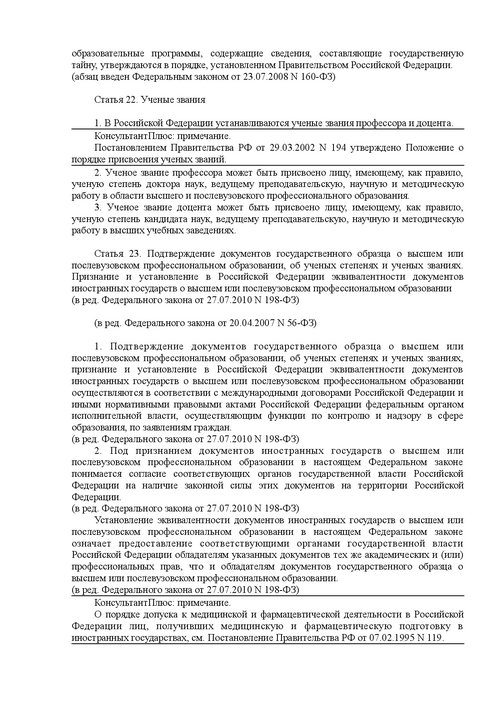 образовательные программы, содержащие сведения, составляющие государственную
тайну, утверждаются в порядке, установленном Правительством Российской Федерации.
(абзац введен Федеральным законом от 23.07.2008 N 160-ФЗ)
Статья 22. Ученые звания
1. В Российской Федерации устанавливаются ученые звания профессора и доцента.
КонсультантПлюс: примечание.
Постановлением Правительства РФ от 29.03.2002 N 194 утверждено Положение о
порядке присвоения ученых званий.
2. Ученое звание профессора может быть присвоено лицу, имеющему, как правило,
ученую степень доктора наук, ведущему преподавательскую, научную и методическую
работу в области высшего и послевузовского профессионального образования.
3. Ученое звание доцента может быть присвоено лицу, имеющему, как правило,
ученую степень кандидата наук, ведущему преподавательскую, научную и методическую
работу в высших учебных заведениях.
Статья 23. Подтверждение документов государственного образца о высшем или
послевузовском профессиональном образовании, об ученых степенях и ученых званиях.
Признание и установление в Российской Федерации эквивалентности документов
иностранных государств о высшем или послевузовском профессиональном образовании
(в ред. Федерального закона от 27.07.2010 N 198-ФЗ)
(в ред. Федерального закона от 20.04.2007 N 56-ФЗ)
1. Подтверждение документов государственного образца о высшем или
послевузовском профессиональном образовании, об ученых степенях и ученых званиях,
признание и установление в Российской Федерации эквивалентности документов
иностранных государств о высшем или послевузовском профессиональном образовании
осуществляются в соответствии с международными договорами Российской Федерации и
иными нормативными правовыми актами Российской Федерации федеральным органом
исполнительной власти, осуществляющим функции по контролю и надзору в сфере
образования, по заявлениям граждан.
(в ред. Федерального закона от 27.07.2010 N 198-ФЗ)
2. Под признанием документов иностранных государств о высшем или
послевузовском профессиональном образовании в настоящем Федеральном законе
понимается согласие соответствующих органов государственной власти Российской
Федерации на наличие законной силы этих документов на территории Российской
Федерации.
(в ред. Федерального закона от 27.07.2010 N 198-ФЗ)
Установление эквивалентности документов иностранных государств о высшем или
послевузовском профессиональном образовании в настоящем Федеральном законе
означает предоставление соответствующими органами государственной власти
Российской Федерации обладателям указанных документов тех же академических и (или)
профессиональных прав, что и обладателям документов государственного образца о
высшем или послевузовском профессиональном образовании.
(в ред. Федерального закона от 27.07.2010 N 198-ФЗ)
КонсультантПлюс: примечание.
О порядке допуска к медицинской и фармацевтической деятельности в Российской
Федерации лиц, получивших медицинскую и фармацевтическую подготовку в
иностранных государствах, см. Постановление Правительства РФ от 07.02.1995 N 119.